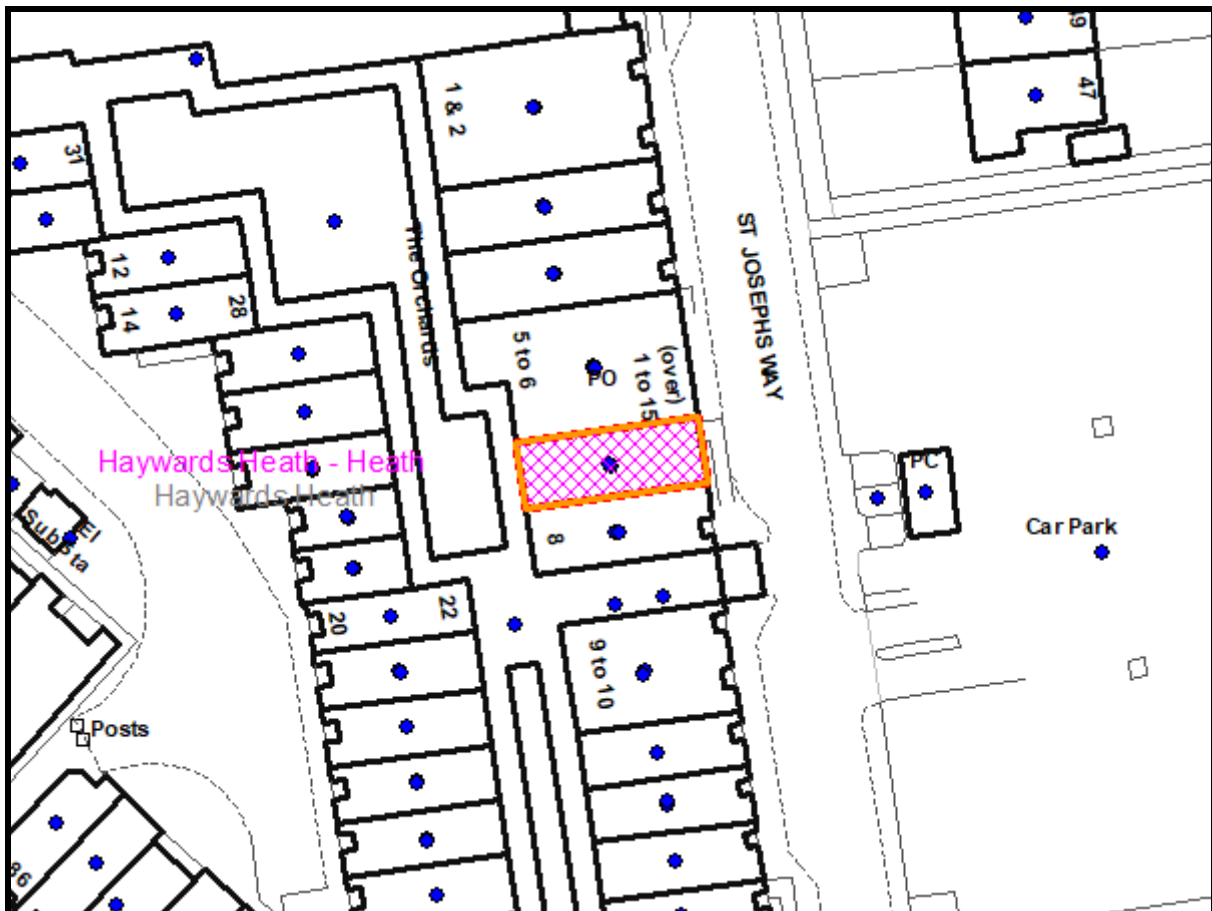 49
47
1 & 2
31
12
14
28
The Orchards
ST JOSEPHS WAY
5 to 6
PO
(over)
1 to 15
Haywards Heath - Heath
Haywards Heath
El
Sub Sta
8
PC
Car Park
20
22
9 to 10
Posts
86